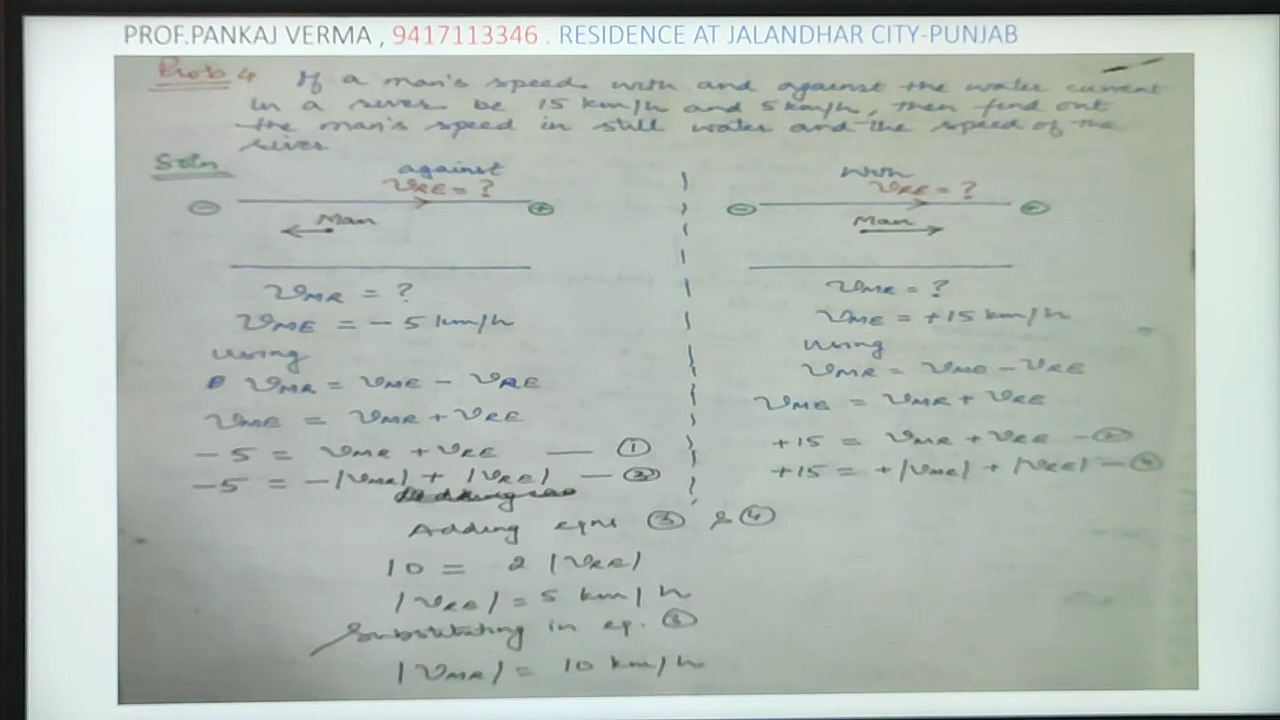 PROF.PANKAJ VERMA , 9417113346 . RESIDENCE AT JALANDHAR CITY-PUNJAB
Prob 4 If a man's speed with and against the water current
in a river be 15 km/h and 5 km/h, then find out
the man's speed in still water and the speed of the
river
Soln
against
VRE = ?
- +
Man
VMR = ?
VME = - 5 km/h
Using
VMR = VME - VRE
VME = VMR + VRE
-5 = VMR + VRE — ①
-5 = -|VMR| + |VRE| — ③
With
VRE = ?
- +
Man
VMR = ?
VME = +15 km/h
Using
VMR = VME - VRE
VME = VMR + VRE
+15 = VMR + VRE — ②
+15 = +|VMR| + |VRE| — ④
Adding eqns ③ & ④
10 = 2 |VRE|
|VRE| = 5 km/h
Substituting in eq. ③
|VMR| = 10 km/h